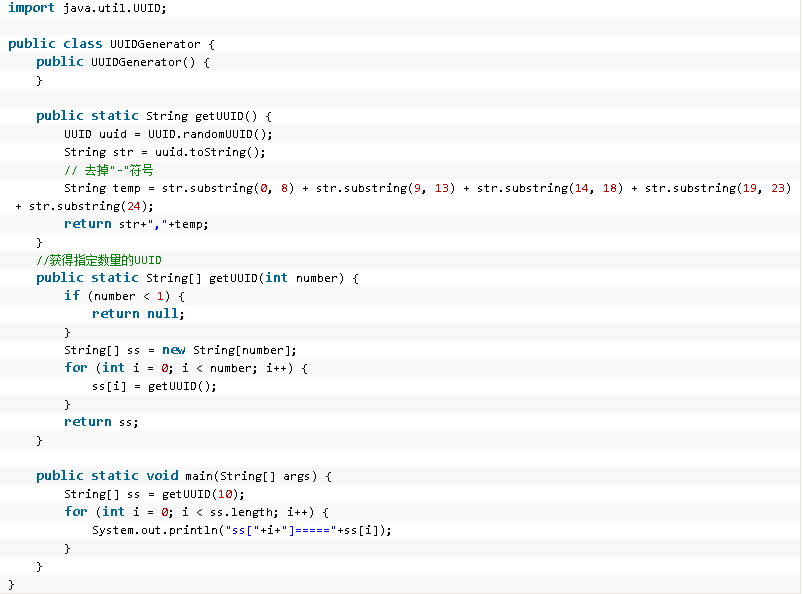 import java.util.UUID;
public class UUIDGenerator {
public UUIDGenerator() {
}
public static String getUUID() {
UUID uuid = UUID.randomUUID();
String str = uuid.toString();
// 去掉"-"符号
String temp = str.substring(0, 8) + str.substring(9, 13) + str.substring(14, 18) + str.substring(19, 23)
+ str.substring(24);
return str+","+temp;
}
//获得指定数量的UUID
public static String[] getUUID(int number) {
if (number < 1) {
return null;
}
String[] ss = new String[number];
for (int i = 0; i < number; i++) {
ss[i] = getUUID();
}
return ss;
}
public static void main(String[] args) {
String[] ss = getUUID(10);
for (int i = 0; i < ss.length; i++) {
System.out.println("ss["+i+"]====="+ss[i]);
}
}
}